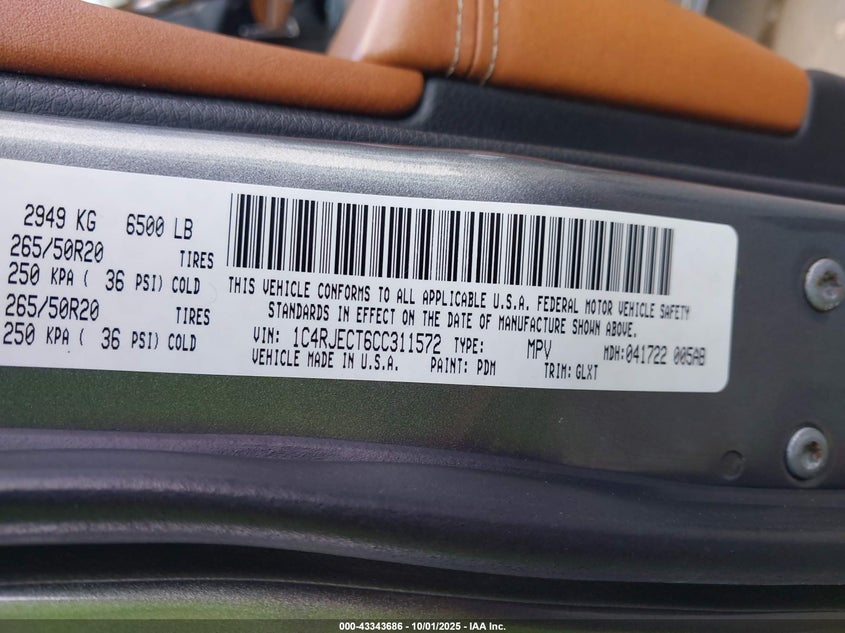 2949 KG 6500 LB
265/50R20 TIRES
250 KPA ( 36 PSI) COLD
265/50R20 TIRES
250 KPA ( 36 PSI) COLD
THIS VEHICLE CONFORMS TO ALL APPLICABLE U.S.A. FEDERAL MOTOR VEHICLE SAFETY
STANDARDS IN EFFECT ON THE DATE OF MANUFACTURE SHOWN ABOVE.
VIN: 1C4RJECT6CC311572 TYPE: MPV MDH:041722 005AB
VEHICLE MADE IN U.S.A. PAINT: PDM TRIM: GLXT
000-43343686 - 10/01/2025 - IAA Inc.